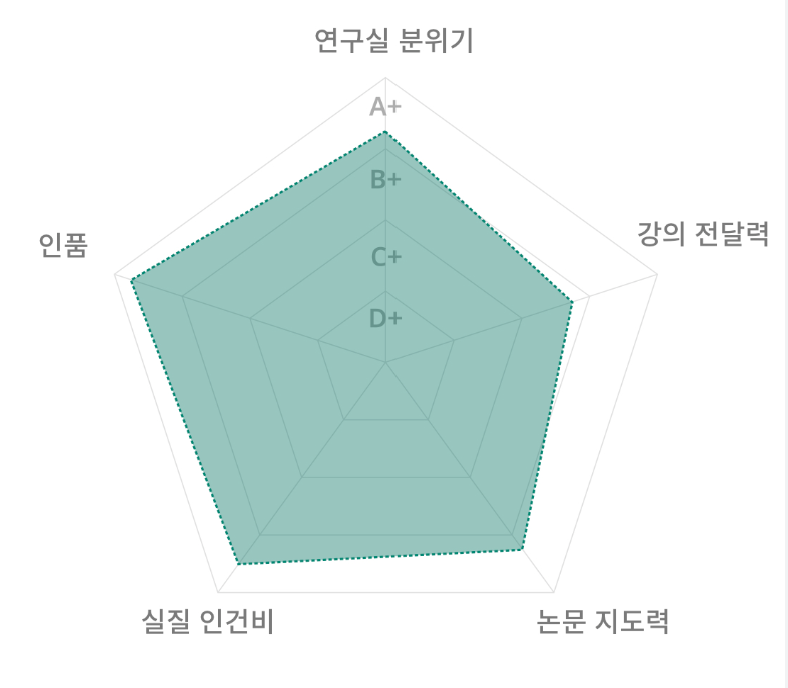 연구실 분위기
A+
B+
강의 전달력
인품
C+
D+
실질 인건비
논문 지도력